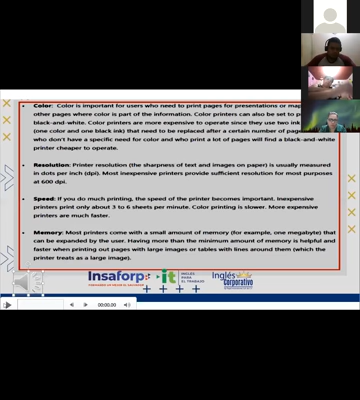 • Color: Color is important for users who need to print pages for presentations or map
other pages where color is part of the information. Color printers can also be set to p
black-and-white. Color printers are more expensive to operate since they use two ink
(one color and one black ink) that need to be replaced after a certain number of page
who don't have a specific need for color and who print a lot of pages will find a black-and-white
printer cheaper to operate.
• Resolution: Printer resolution (the sharpness of text and images on paper) is usually measured
in dots per inch (dpi). Most inexpensive printers provide sufficient resolution for most purposes
at 600 dpi.
• Speed: If you do much printing, the speed of the printer becomes important. Inexpensive
printers print only about 3 to 6 sheets per minute. Color printing is slower. More expensive
printers are much faster.
• Memory: Most printers come with a small amount of memory (for example, one megabyte) that
can be expanded by the user. Having more than the minimum amount of memory is helpful and
faster when printing out pages with large images or tables with lines around them (which the
printer treats as a large image).
Insaforp
it
INGLÉS
PARA
EL TRABAJO
Inglés
Corporativo
00:00.00